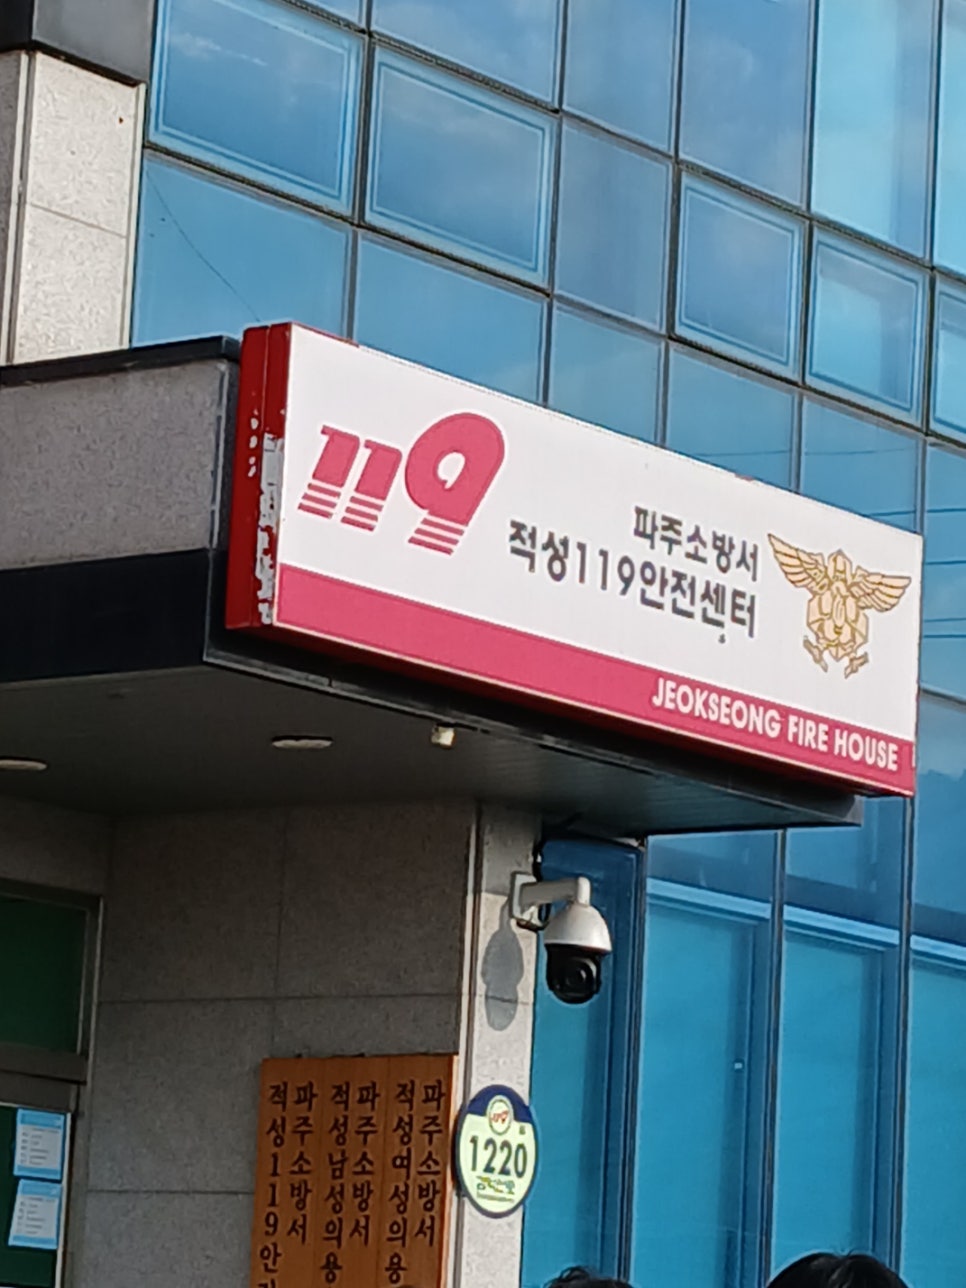 119
파주소방서
적성119안전센터
JEOKSEONG FIRE HOUSE
파주소방서
적성여성의용
파주소방서
적성남성의용
파주소방서
적성119안
119
1220